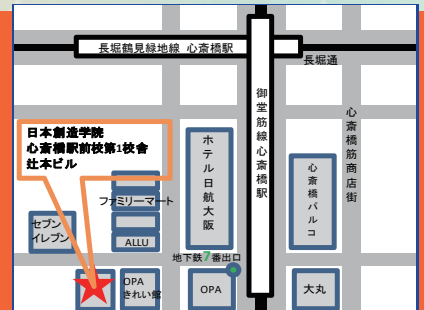 長堀鶴見緑地線 心斎橋駅
長堀通
日本創造学院
心斎橋駅前校第1校舎
辻本ビル
御堂筋線心斎橋駅
心斎橋筋商店街
ホテル日航大阪
心斎橋パルコ
ファミリーマート
セブン
イレブン
ALLU
地下鉄7番出口
OPA
きれい館
OPA
大丸